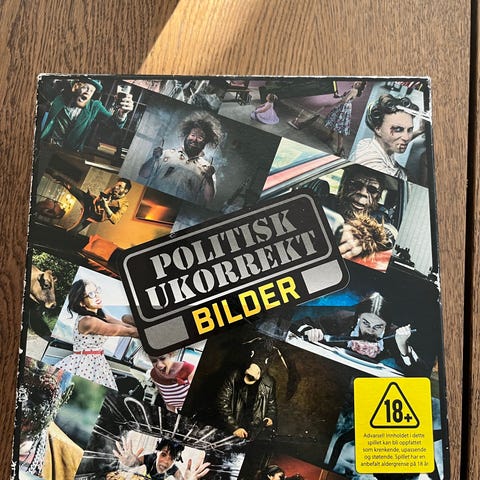 POLITISK
UKORREKT
BILDER
18+
Advarsel! Innholdet i dette
spillet kan bli oppfattet
som krenkende, upassende
og støtende. Spillet har en
anbefalt aldergrense på 18 år.